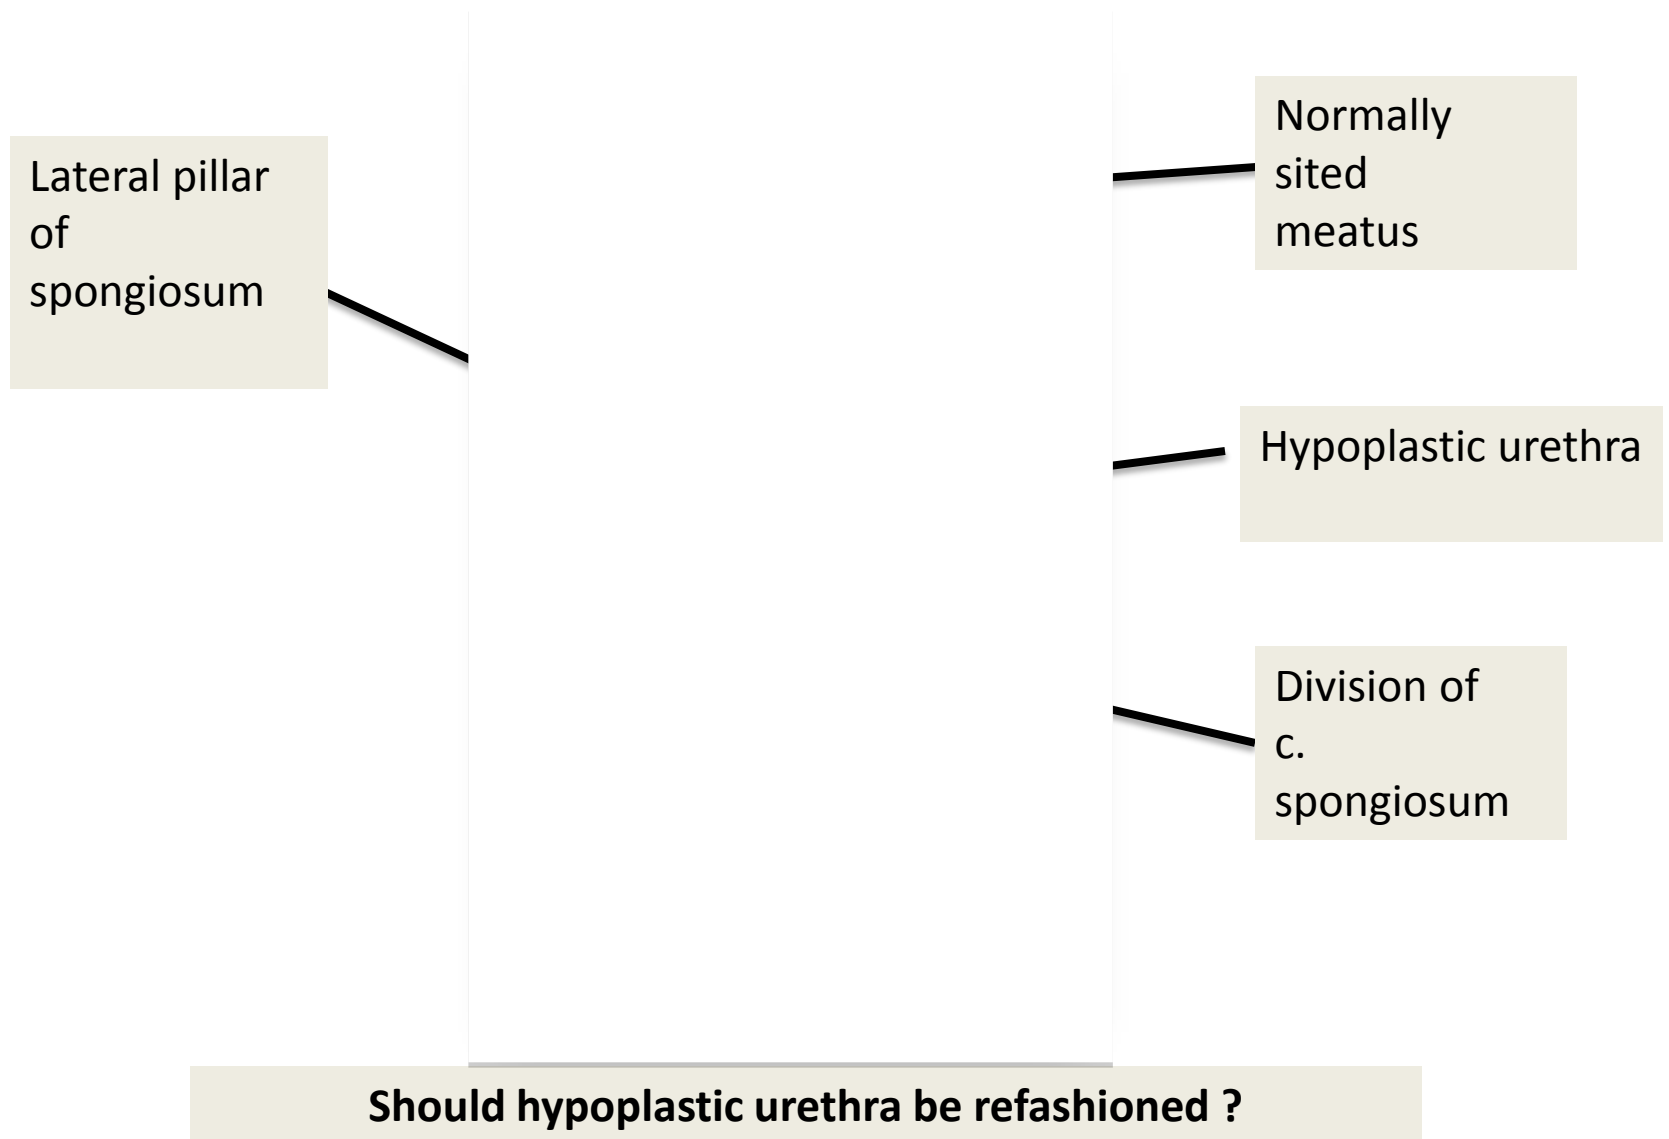 Lateral pillar
of
spongiosum
Normally
sited
meatus
Hypoplastic urethra
Division of
c.
spongiosum
Should hypoplastic urethra be refashioned ?